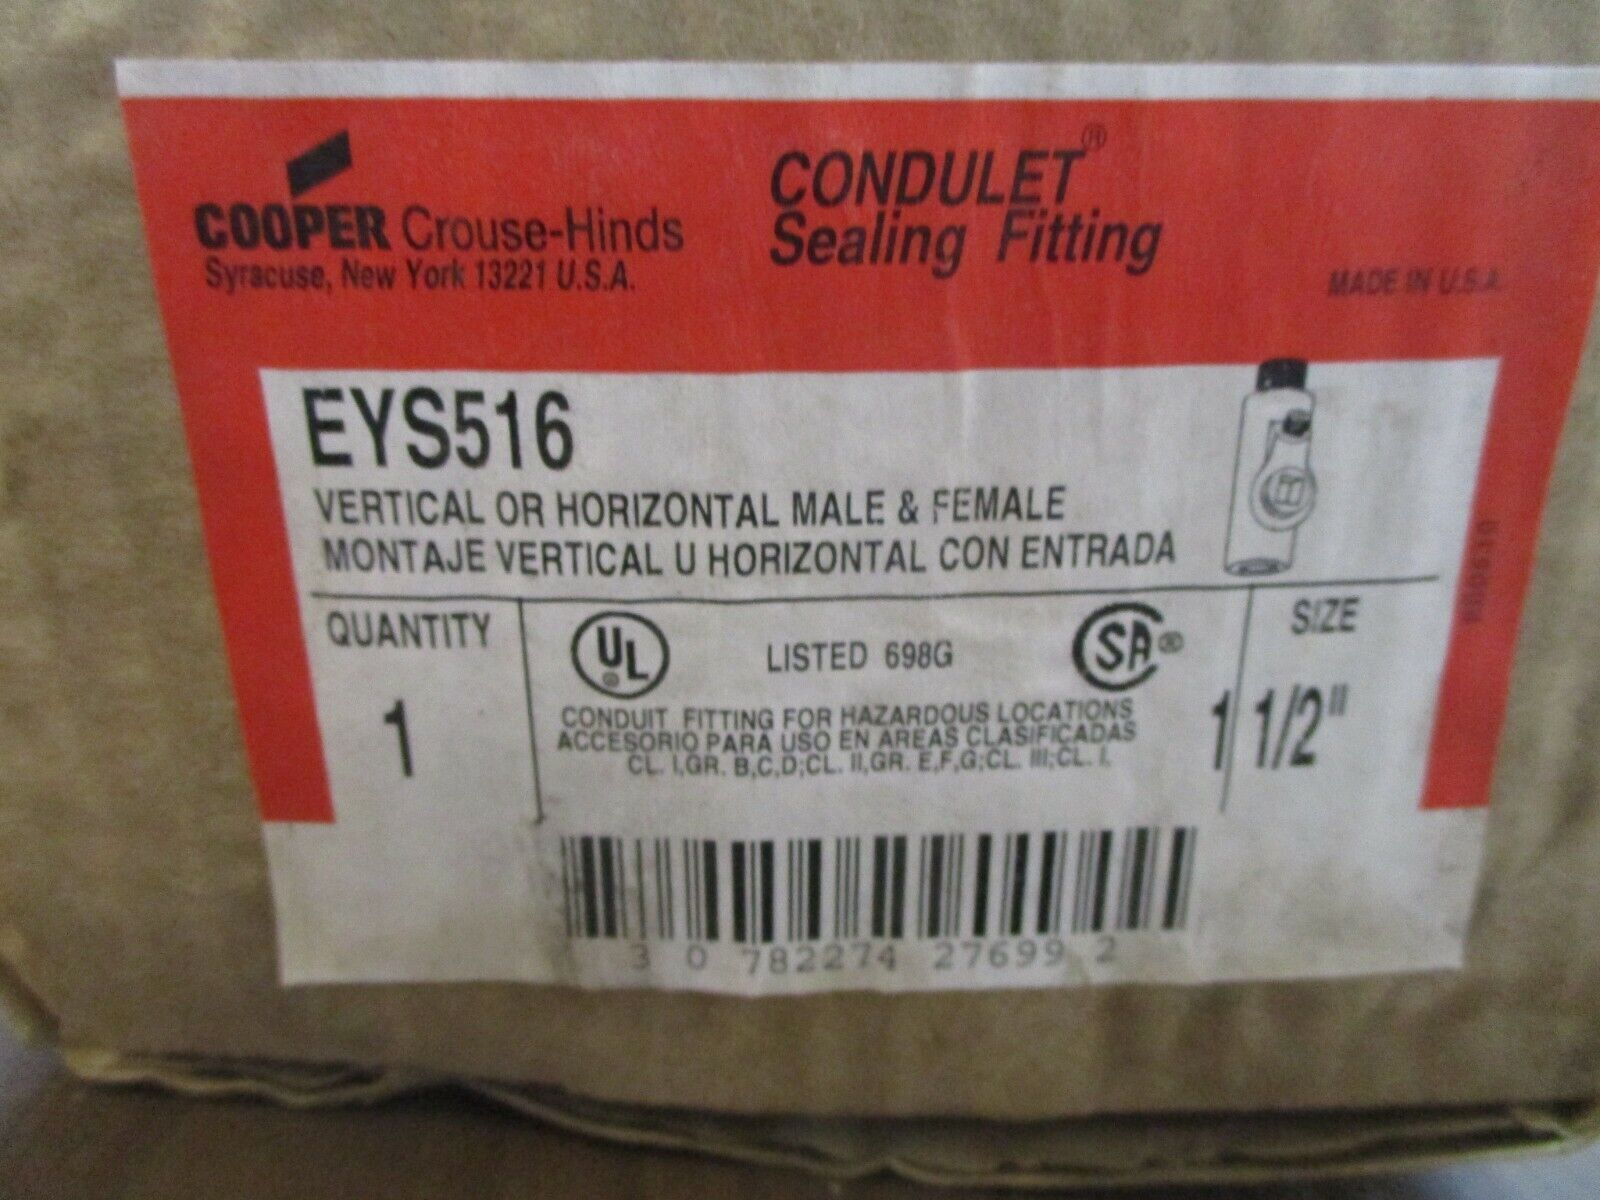 COOPER Crouse-Hinds
Syracuse, New York 13221 U.S.A.
CONDULET®
Sealing Fitting
MADE IN U.S.A.
EYS516
VERTICAL OR HORIZONTAL MALE & FEMALE
MONTAJE VERTICAL U HORIZONTAL CON ENTRADA
QUANTITY
1
UL ®
LISTED 698G
SA ®
CONDUIT FITTING FOR HAZARDOUS LOCATIONS
ACCESORIO PARA USO EN AREAS CLASIFICADAS
CL. I,GR. B,C,D;CL. II,GR. E,F,G;CL. III;CL. I,
SIZE
1 1/2"
3 0 782274 27699 2